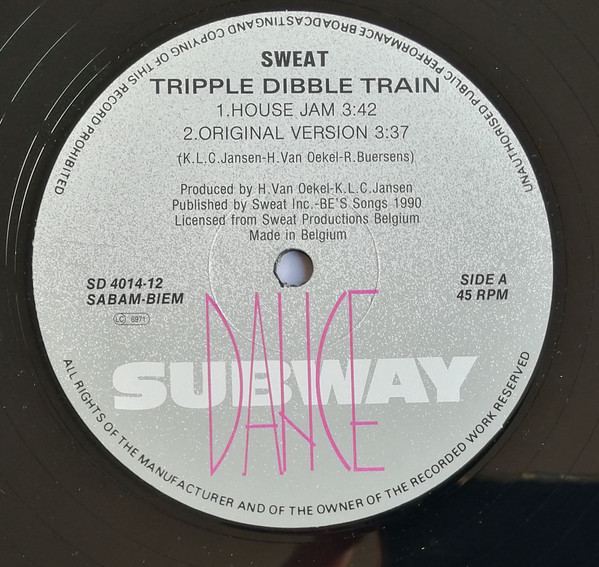 UNAUTHORISED PUBLIC PERFORMANCE BROADCASTING AND COPYING OF THIS RECORD PROHIBITED
SWEAT
TRIPPLE DIBBLE TRAIN
1.HOUSE JAM 3:42
2.ORIGINAL VERSION 3:37
(K.L.C.Jansen-H.Van Oekel-R.Buersens)
Produced by H.Van Oekel-K.L.C.Jansen
Published by Sweat Inc.-BE'S Songs 1990
Licensed from Sweat Productions Belgium
Made in Belgium
SD 4014-12
SABAM-BIEM
LC 6971
SIDE A
45 RPM
DANCE
SUBWAY
ALL RIGHTS OF THE MANUFACTURER AND OF THE OWNER OF THE RECORDED WORK RESERVED